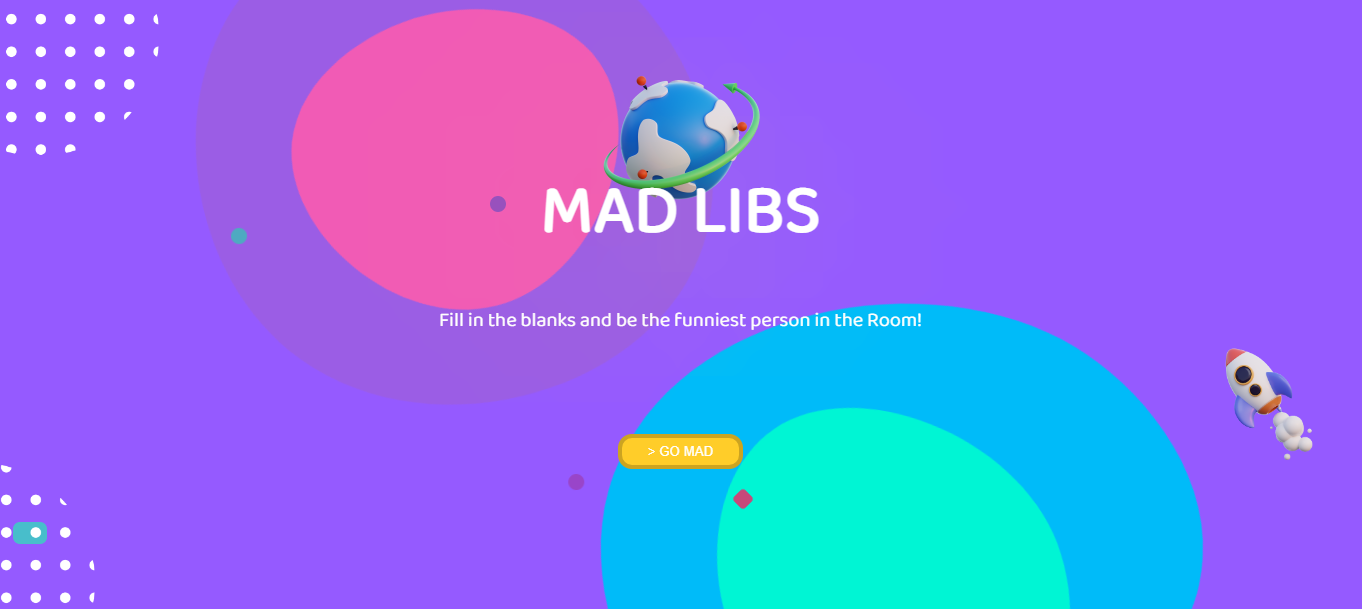 MAD LIBS
Fill in the blanks and be the funniest person in the Room!
> GO MAD